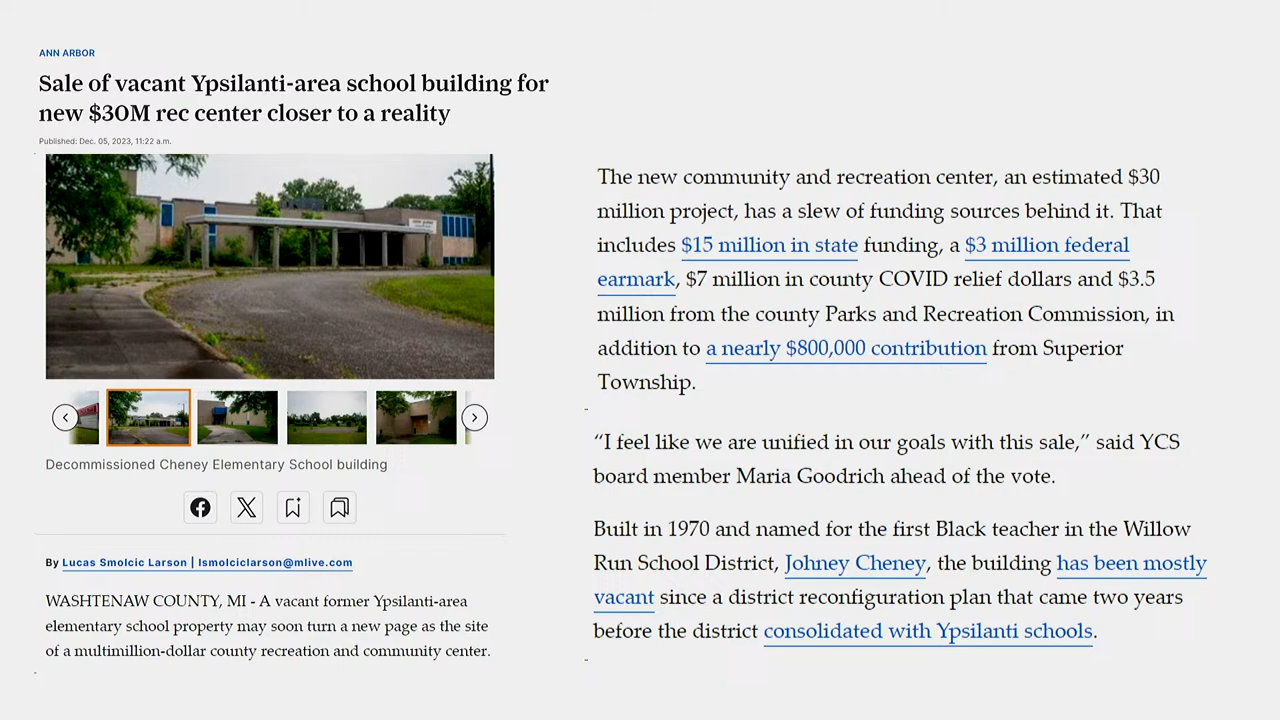 ANN ARBOR
Sale of vacant Ypsilanti-area school building for
new $30M rec center closer to a reality
Published: Dec. 05, 2023, 11:22 a.m.
Decommissioned Cheney Elementary School building
By Lucas Smolcic Larson | lsmolciclarson@mlive.com
WASHTENAW COUNTY, MI - A vacant former Ypsilanti-area
elementary school property may soon turn a new page as the site
of a multimillion-dollar county recreation and community center.
The new community and recreation center, an estimated $30
million project, has a slew of funding sources behind it. That
includes $15 million in state funding, a $3 million federal
earmark, $7 million in county COVID relief dollars and $3.5
million from the county Parks and Recreation Commission, in
addition to a nearly $800,000 contribution from Superior
Township.
“I feel like we are unified in our goals with this sale,” said YCS
board member Maria Goodrich ahead of the vote.
Built in 1970 and named for the first Black teacher in the Willow
Run School District, Johney Cheney, the building has been mostly
vacant since a district reconfiguration plan that came two years
before the district consolidated with Ypsilanti schools.